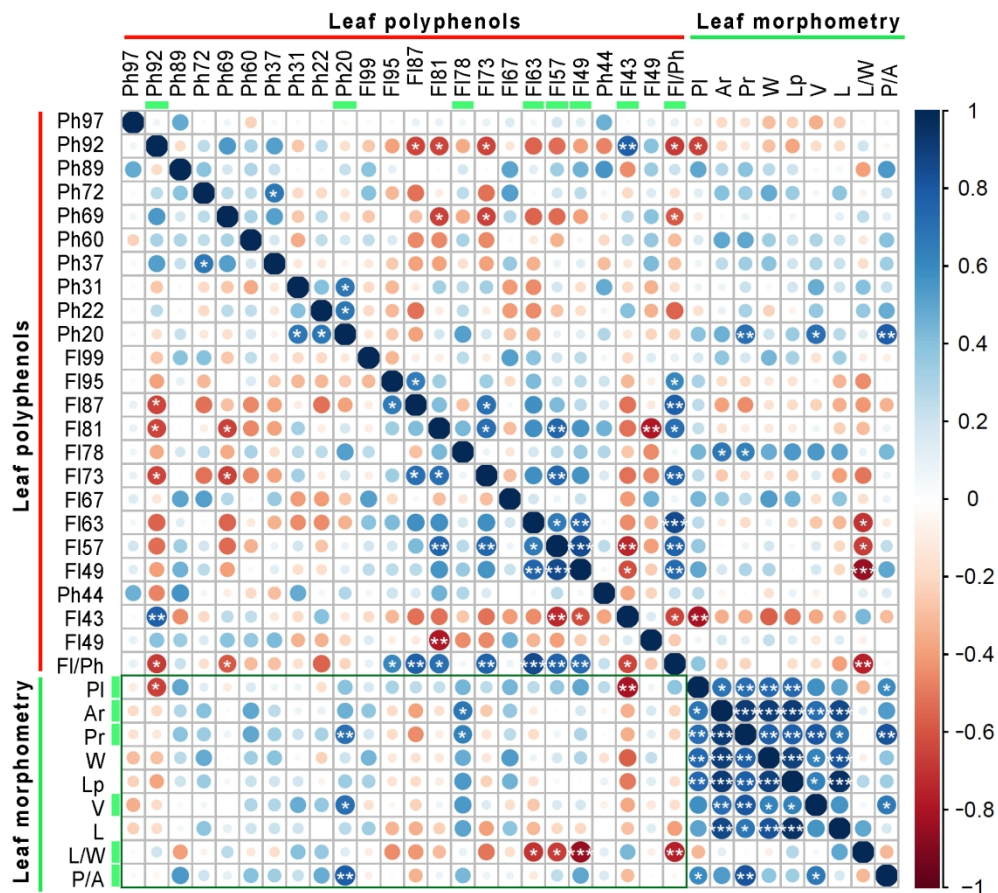 Leaf polyphenols
Leaf morphometry
Ph97 Ph92 Ph89 Ph72 Ph69 Ph60 Ph37 Ph31 Ph22 Ph20 Fl99 Fl95 Fl87 Fl81 Fl78 Fl73 Fl67 Fl63 Fl57 Fl49 Ph44 Fl43 Fl49 Fl/Ph Pl Ar Pr W Lp V L L/W P/A
Leaf polyphenols
Leaf morphometry
Ph97
Ph92 * * * ** * *
Ph89
Ph72 *
Ph69 * * *
Ph60
Ph37 *
Ph31 *
Ph22 *
Ph20 * * ** * **
Fl99
Fl95 * *
Fl87 * * * **
Fl81 * * * ** ** *
Fl78 * *
Fl73 * * * * ** **
Fl67
Fl63 * ** *** *
Fl57 ** ** * *** ** ** *
Fl49 ** *** * ** ***
Ph44
Fl43 ** ** * * **
Fl49 **
Fl/Ph * * * ** * ** *** ** ** * **
Pl * ** * ** ** ** *
Ar * * *** *** *** ** ***
Pr ** * ** *** ** ** ** * **
W ** *** ** *** * ***
Lp ** *** ** *** * ***
V * ** ** * * *
L *** * *** ***
L/W * * *** **
P/A ** * ** *
1
0.8
0.6
0.4
0.2
0
−0.2
−0.4
−0.6
−0.8
−1